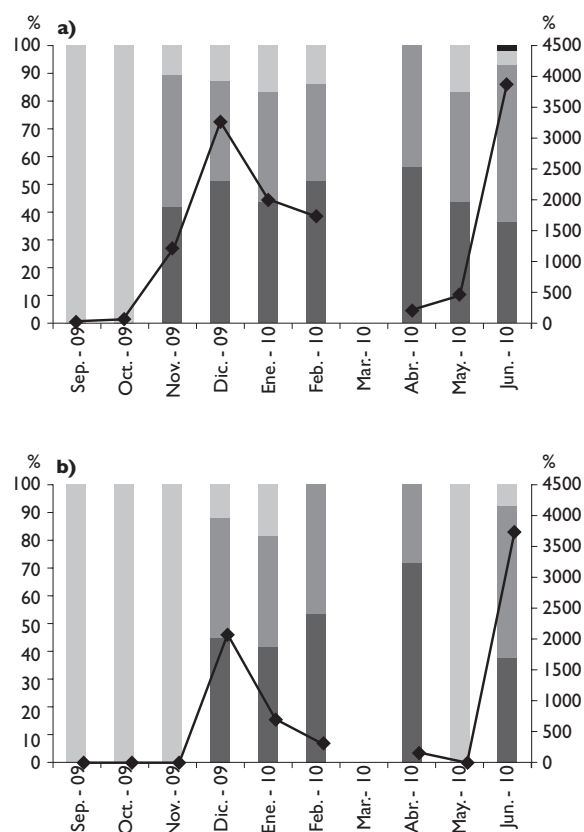 a)
% %
100 4500
90 4000
80 3500
70 3000
60 2500
50 2000
40 1500
30 1000
20 500
10 0
0
Sep. - 09
Oct. - 09
Nov. - 09
Dic. - 09
Ene. - 10
Feb. - 10
Mar.- 10
Abr. - 10
May. - 10
Jun. - 10
b)
% %
100 4500
90 4000
80 3500
70 3000
60 2500
50 2000
40 1500
30 1000
20 500
10 0
0
Sep. - 09
Oct. - 09
Nov. - 09
Dic. - 09
Ene. - 10
Feb. - 10
Mar.- 10
Abr. - 10
May. - 10
Jun. - 10